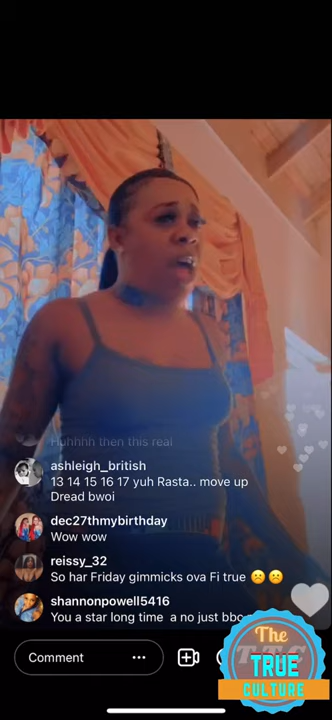 Huhhhh then this real
ashleigh_british
13 14 15 16 17 yuh Rasta.. move up
Dread bwoi
dec27thmybirthday
Wow wow
reissy_32
So har Friday gimmicks ova Fi true ☹️☹️
shannonpowell5416
You a star long time a no just bbc
Comment
The
T.T.C
TRUE
CULTURE